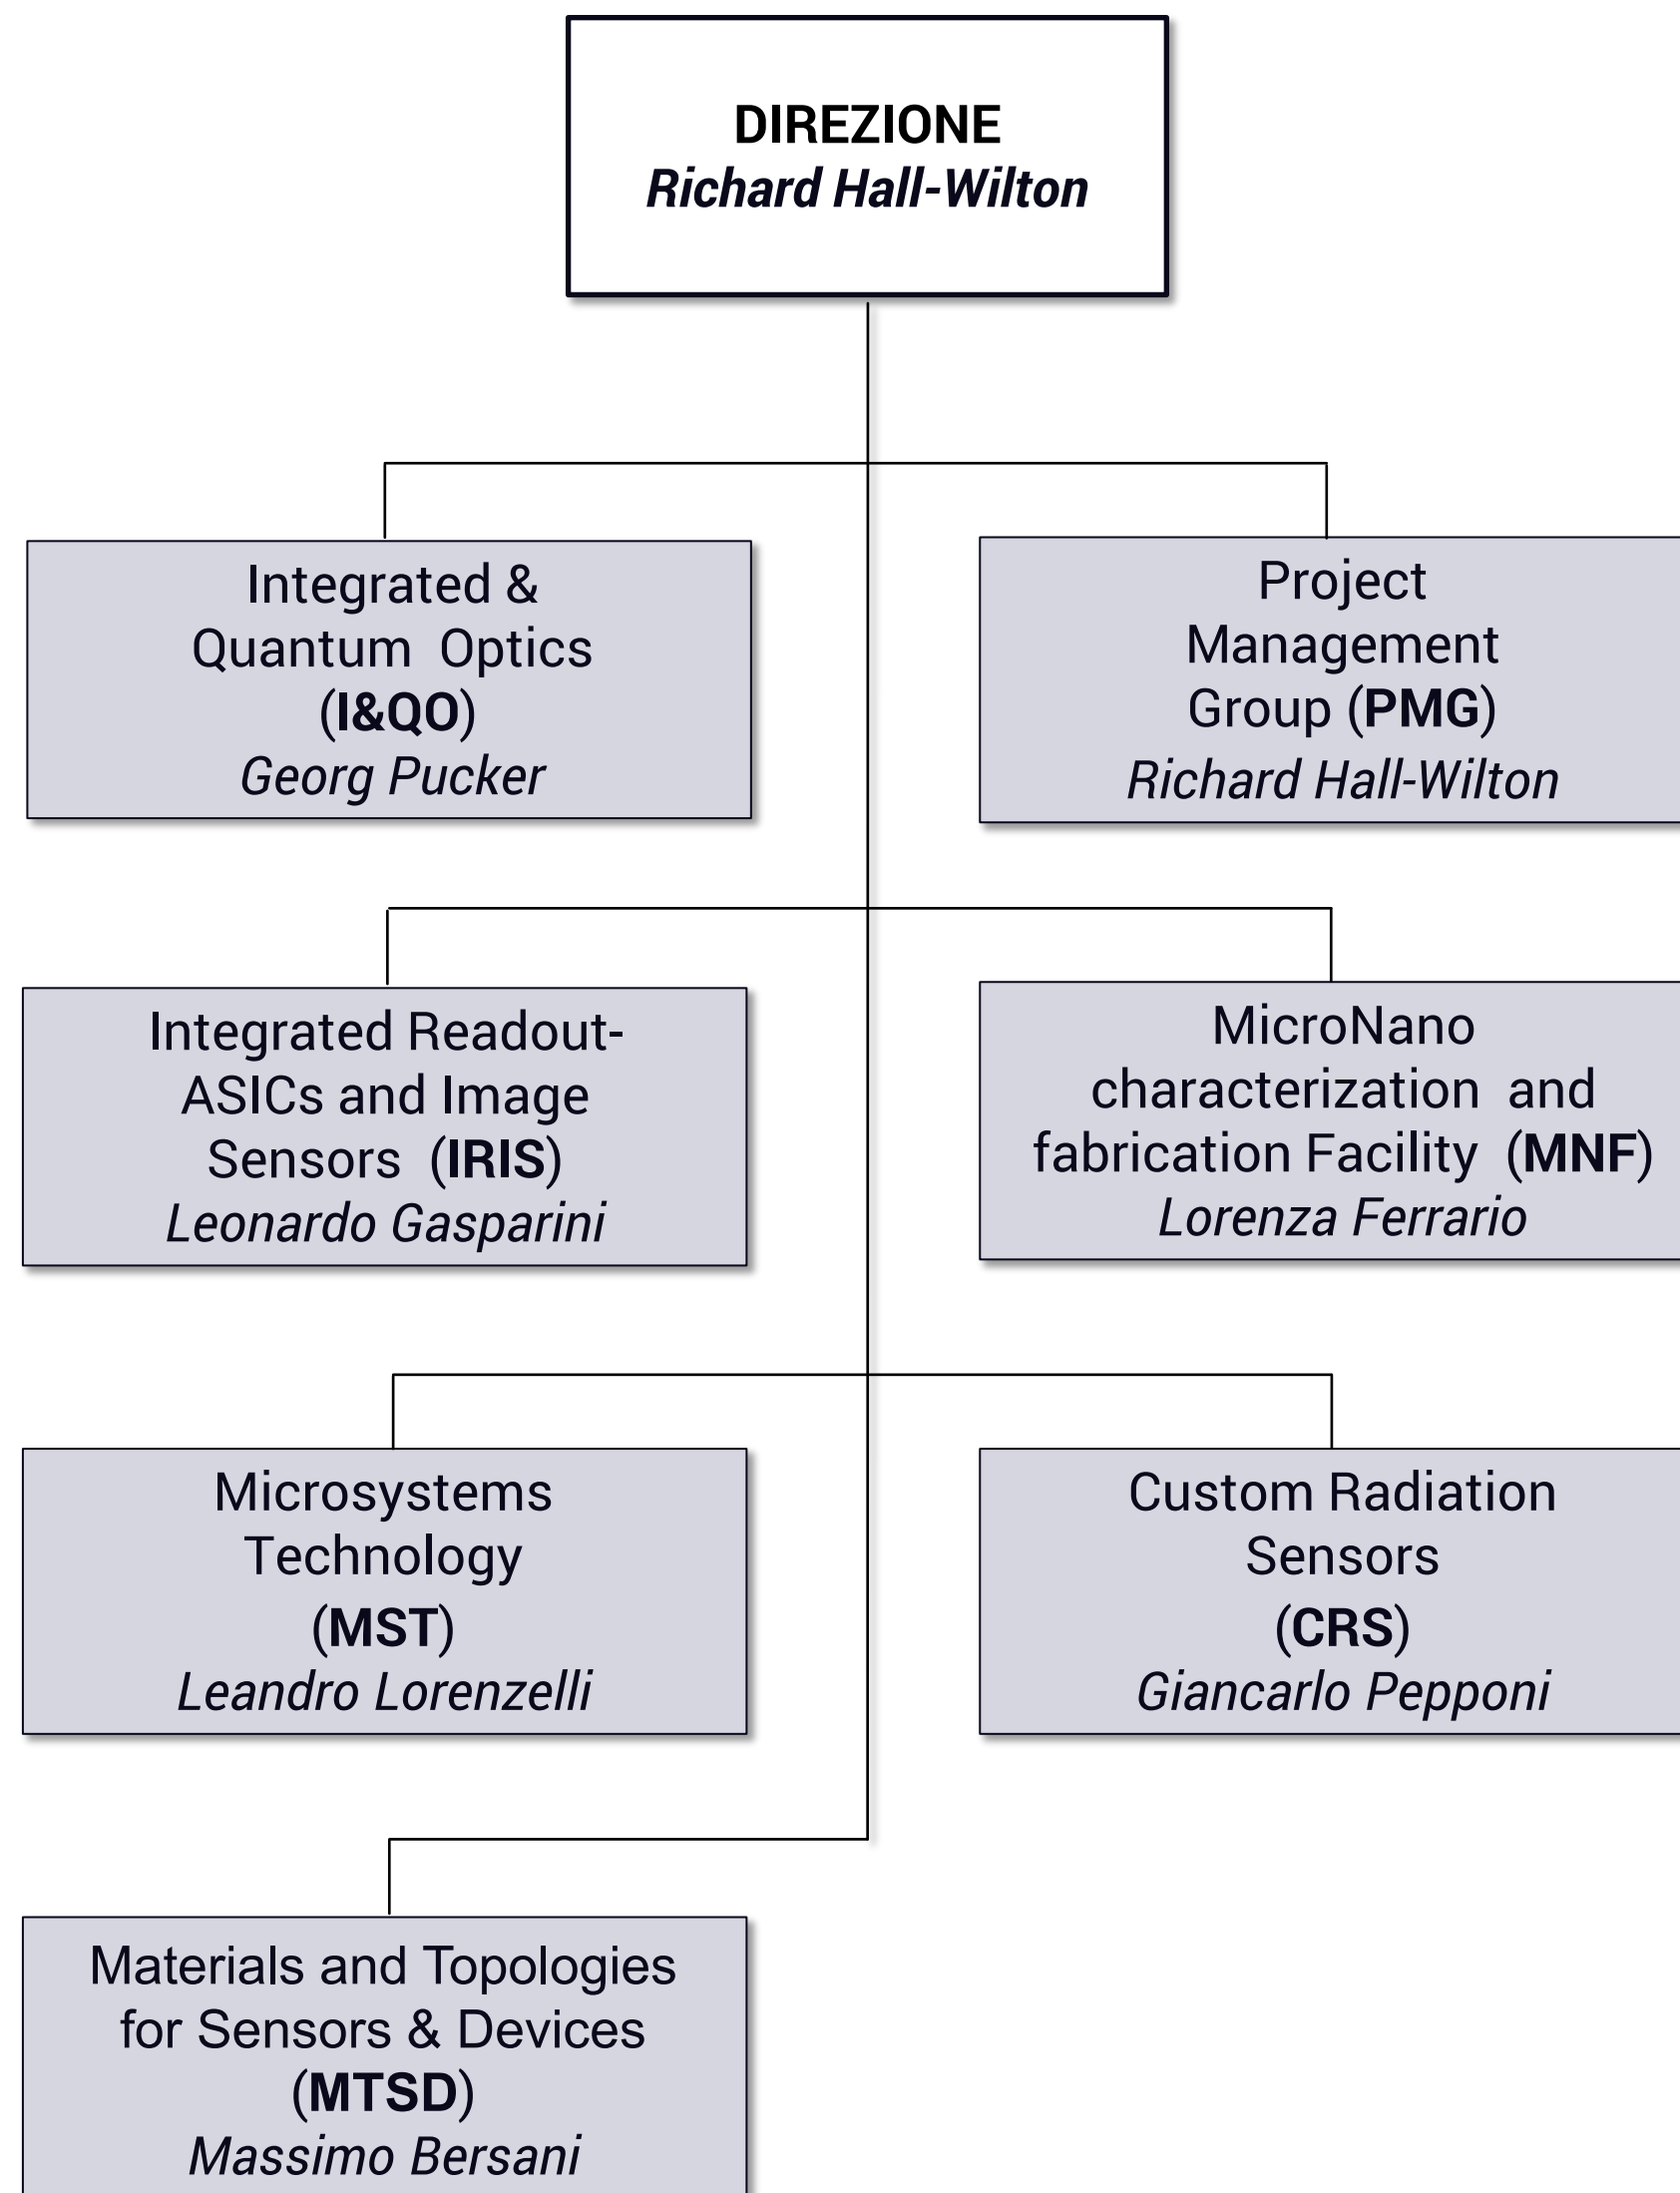 DIREZIONE
Richard Hall-Wilton
Integrated &
Quantum Optics
(I&QO)
Georg Pucker
Project
Management
Group (PMG)
Richard Hall-Wilton
Integrated Readout-
ASICs and Image
Sensors (IRIS)
Leonardo Gasparini
MicroNano
characterization and
fabrication Facility (MNF)
Lorenza Ferrario
Microsystems
Technology
(MST)
Leandro Lorenzelli
Custom Radiation
Sensors
(CRS)
Giancarlo Pepponi
Materials and Topologies
for Sensors & Devices
(MTSD)
Massimo Bersani